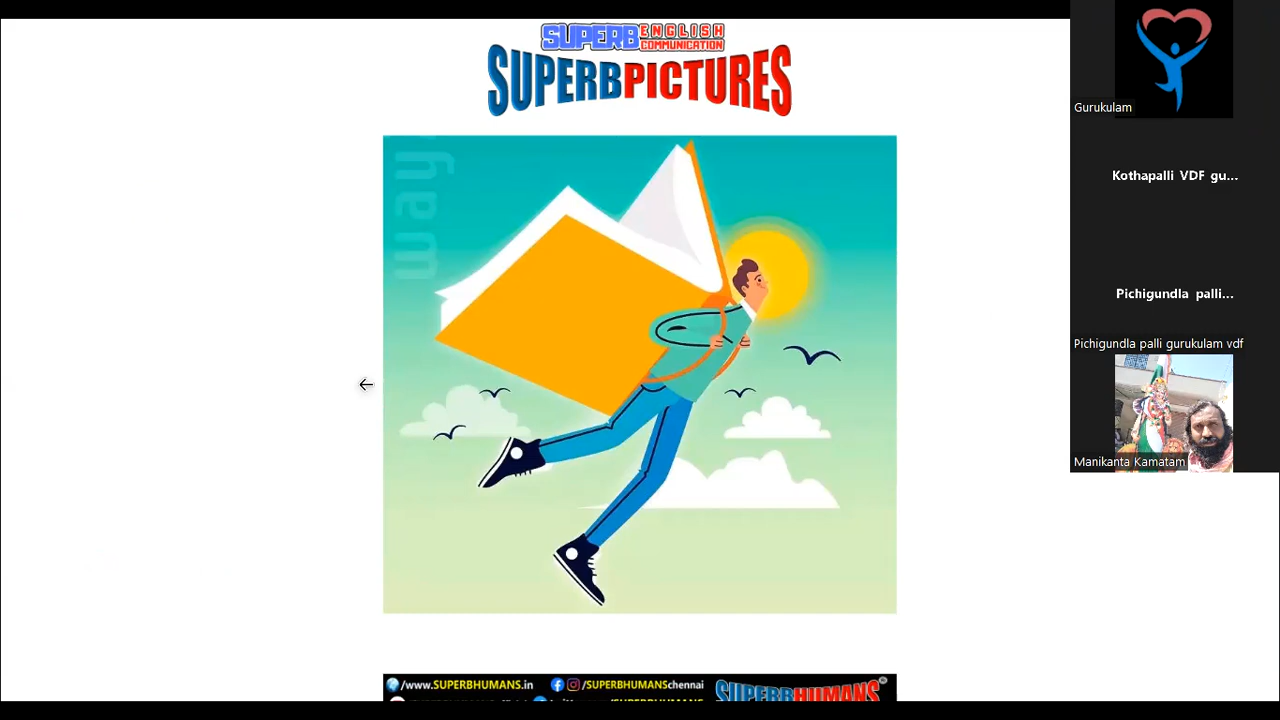 SUPERB ENGLISH COMMUNICATION
SUPERBPICTURES
way
/www.SUPERBHUMANS.in
/SUPERBHUMANSchennai
SUPERBHUMANS
Gurukulam
Kothapalli VDF gu...
Pichigundla palli...
Pichigundla palli gurukulam vdf
Manikanta Kamatam